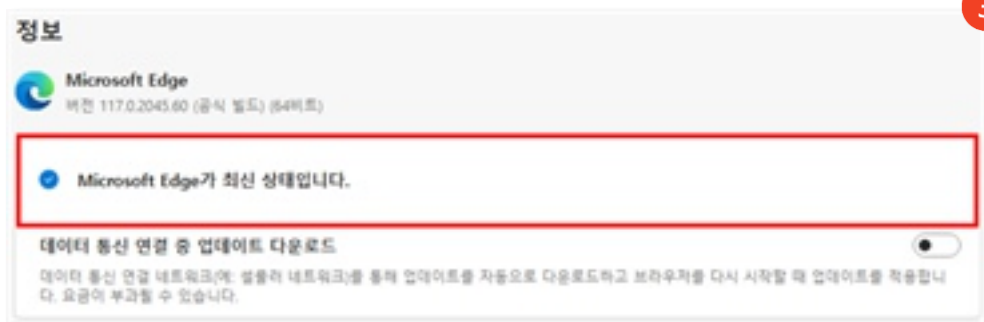 정보
Microsoft Edge
버전 117.0.2045.60 (공식 빌드) (64비트)
Microsoft Edge가 최신 상태입니다.
데이터 통신 연결 중 업데이트 다운로드
데이터 통신 연결 네트워크(예: 셀룰러 네트워크)를 통해 업데이트를 자동으로 다운로드하고 브라우저를 다시 시작할 때 업데이트를 적용합니
다. 요금이 부과될 수 있습니다.